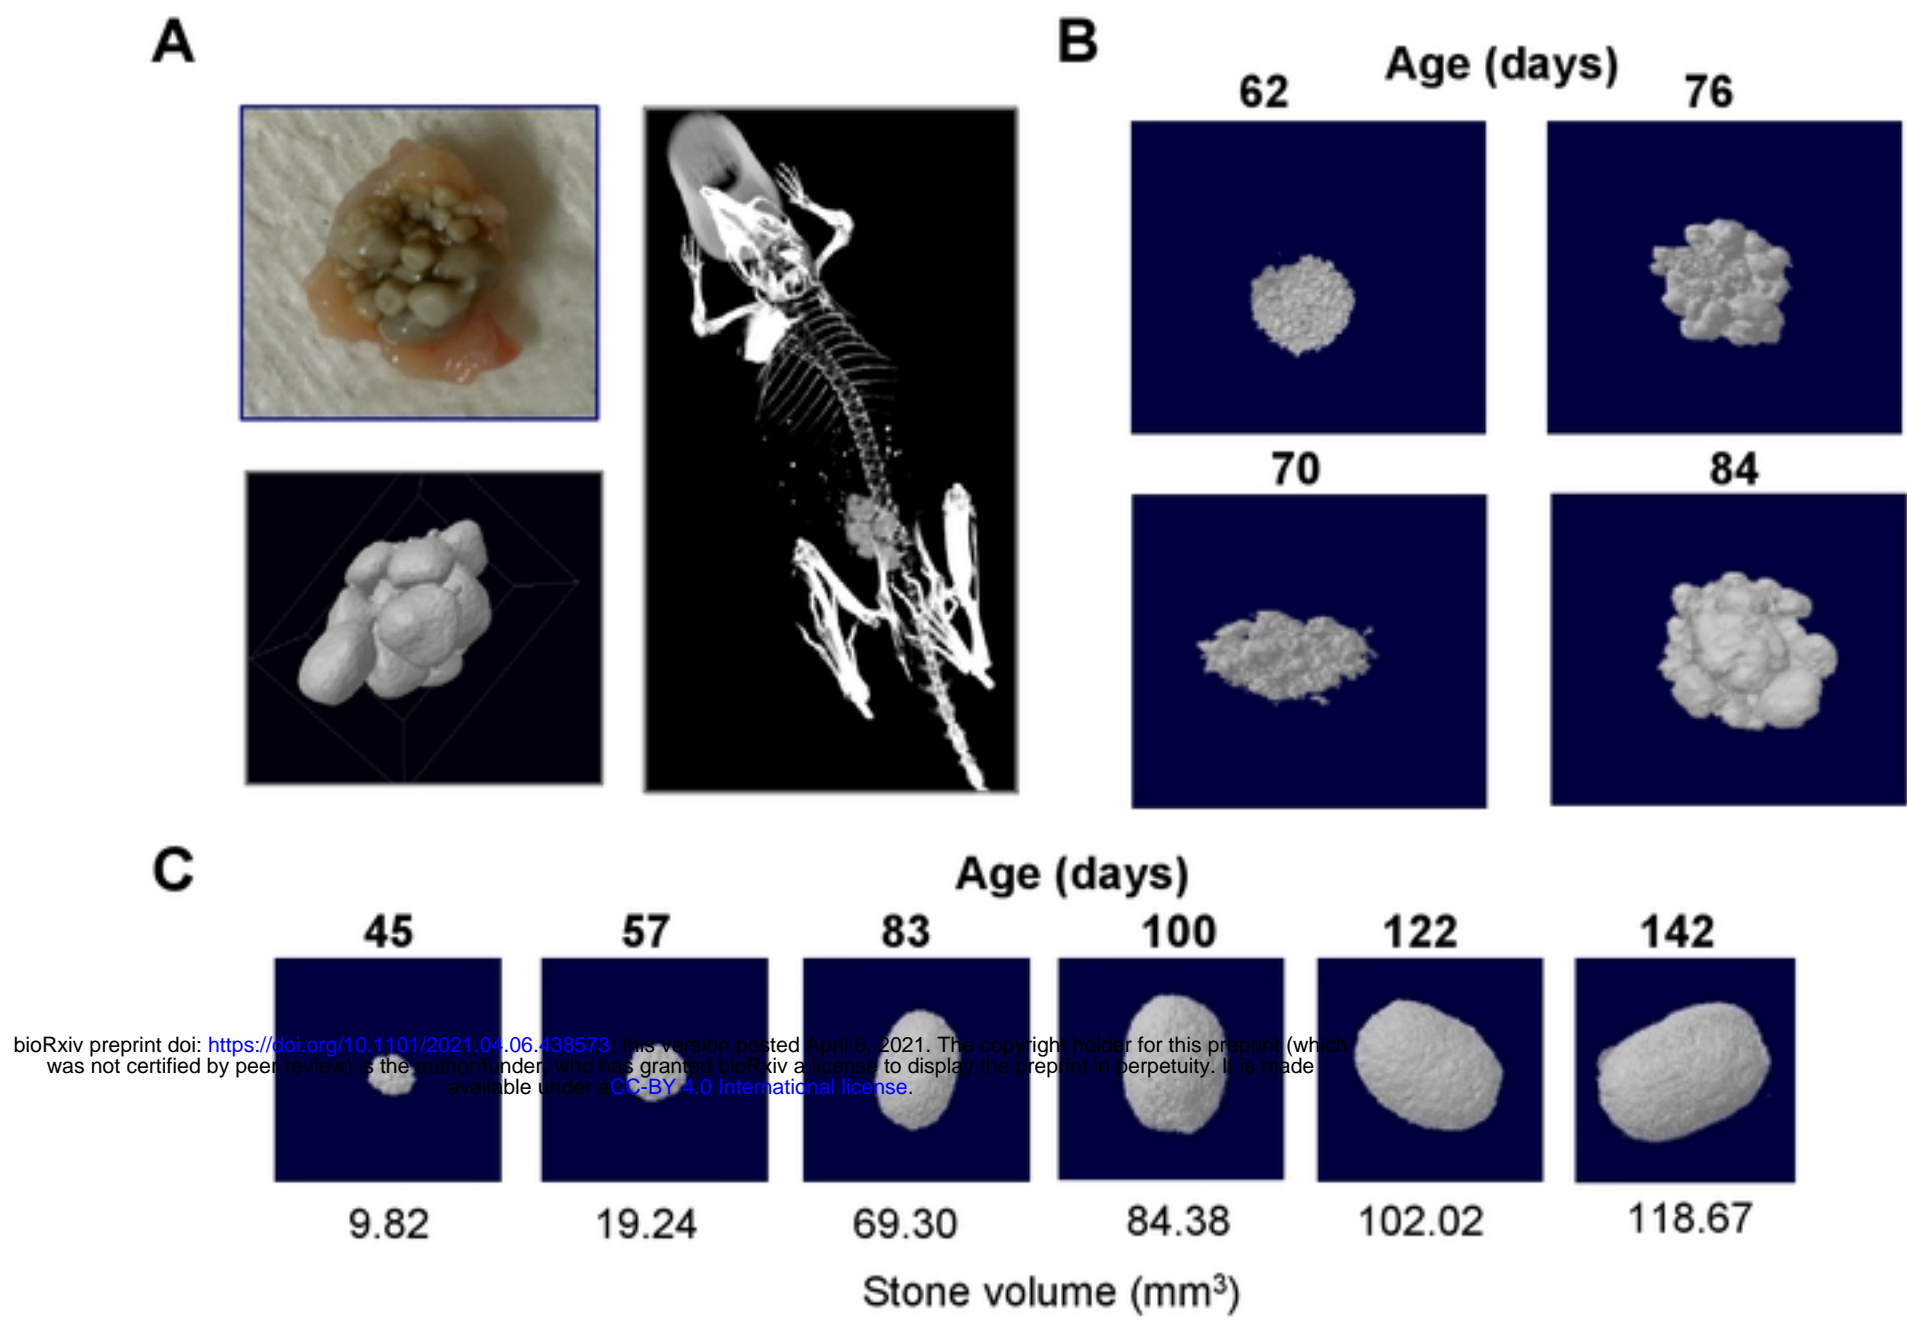 A
B
Age (days)
62
76
70
84
C
Age (days)
45
57
83
100
122
142
bioRxiv preprint doi: https://doi.org/10.1101/2021.04.06.438573; this version posted April 6, 2021. The copyright holder for this preprint (which
was not certified by peer review) is the author/funder, who has granted bioRxiv a license to display the preprint in perpetuity. It is made
available under aCC-BY 4.0 International license.
9.82
19.24
69.30
84.38
102.02
118.67
Stone volume (mm³)